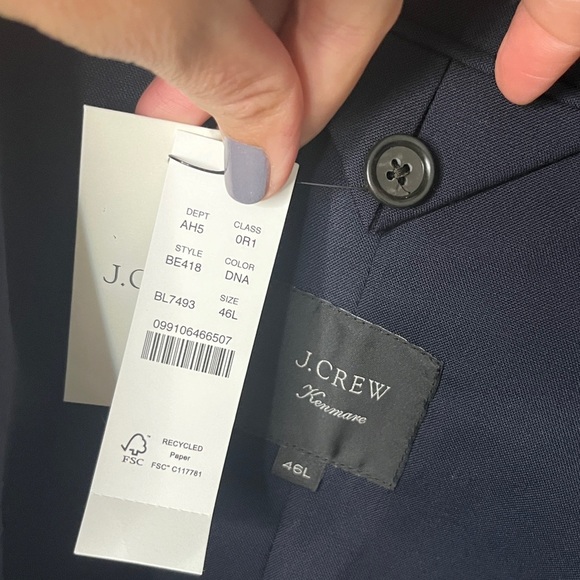 DEPT CLASS
AH5 0R1
STYLE COLOR
BE418 DNA
BL7493 SIZE
46L
099106466507
FSC
RECYCLED
Paper
FSC® C117781
J.C
J.CREW
Kenmare
46L